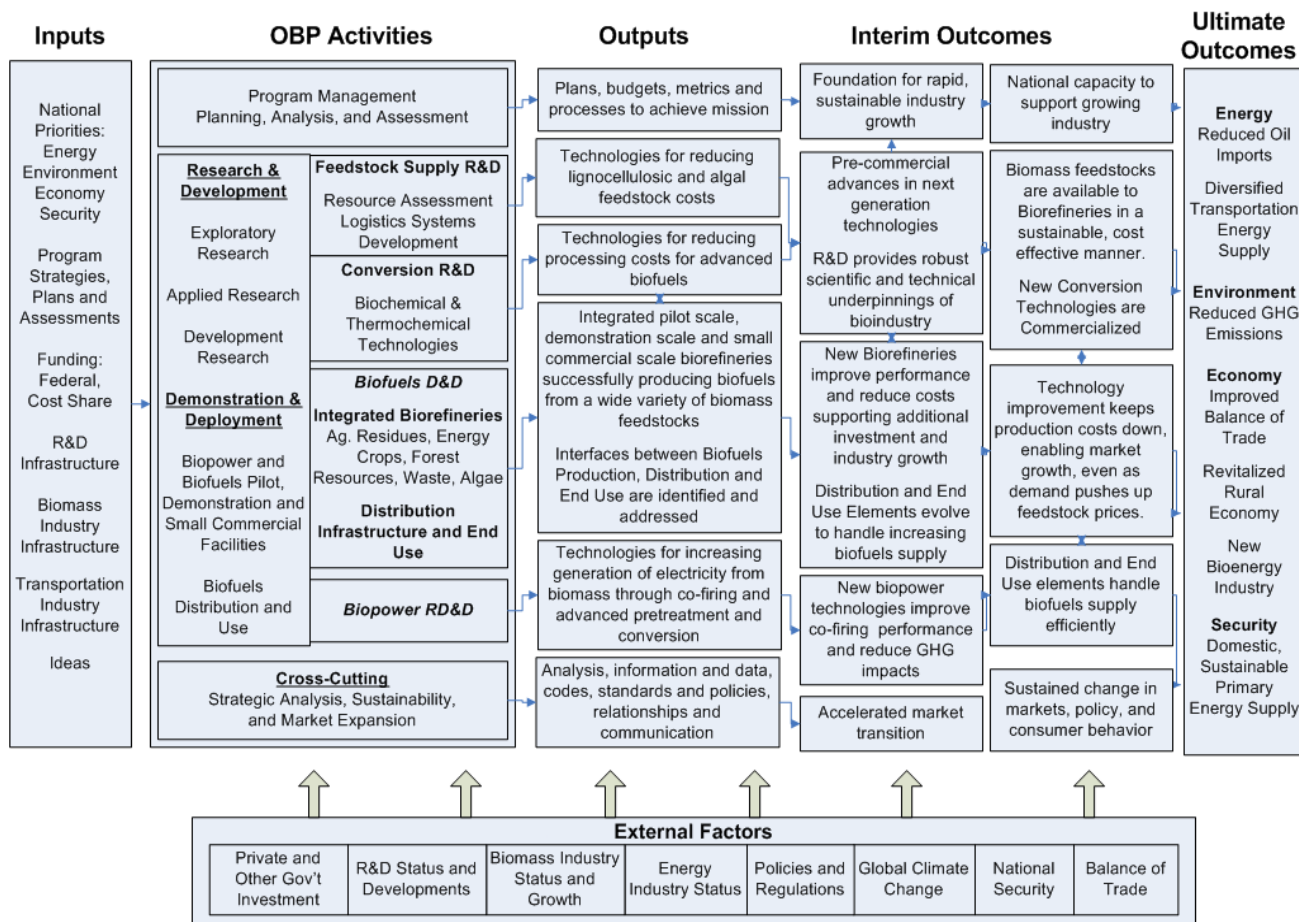 Inputs
OBP Activities
Outputs
Interim Outcomes
Ultimate
Outcomes
National
Priorities:
Energy
Environment
Economy
Security
Program
Strategies,
Plans and
Assessments
Funding:
Federal,
Cost Share
R&D
Infrastructure
Biomass
Industry
Infrastructure
Transportation
Industry
Infrastructure
Ideas
Program Management
Planning, Analysis, and Assessment
Research &
Development
Exploratory
Research
Applied Research
Development
Research
Demonstration &
Deployment
Biopower and
Biofuels Pilot,
Demonstration and
Small Commercial
Facilities
Biofuels
Distribution and
Use
Feedstock Supply R&D
Resource Assessment
Logistics Systems
Development
Conversion R&D
Biochemical &
Thermochemical
Technologies
Biofuels D&D
Integrated Biorefineries
Ag. Residues, Energy
Crops, Forest
Resources, Waste, Algae
Distribution
Infrastructure and End
Use
Biopower RD&D
Cross-Cutting
Strategic Analysis, Sustainability,
and Market Expansion
Plans, budgets, metrics and
processes to achieve mission
Technologies for reducing
lignocellulosic and algal
feedstock costs
Technologies for reducing
processing costs for advanced
biofuels
Integrated pilot scale,
demonstration scale and small
commercial scale biorefineries
successfully producing biofuels
from a wide variety of biomass
feedstocks
Interfaces between Biofuels
Production, Distribution and
End Use are identified and
addressed
Technologies for increasing
generation of electricity from
biomass through co-firing and
advanced pretreatment and
conversion
Analysis, information and data,
codes, standards and policies,
relationships and
communication
Foundation for rapid,
sustainable industry
growth
Pre-commercial
advances in next
generation
technologies
R&D provides robust
scientific and technical
underpinnings of
bioindustry
New Biorefineries
improve performance
and reduce costs
supporting additional
investment and
industry growth
Distribution and End
Use Elements evolve
to handle increasing
biofuels supply
New biopower
technologies improve
co-firing performance
and reduce GHG
impacts
Accelerated market
transition
National capacity to
support growing
industry
Biomass feedstocks
are available to
Biorefineries in a
sustainable, cost
effective manner.
New Conversion
Technologies are
Commercialized
Technology
improvement keeps
production costs down,
enabling market
growth, even as
demand pushes up
feedstock prices.
Distribution and End
Use elements handle
biofuels supply
efficiently
Sustained change in
markets, policy, and
consumer behavior
Energy
Reduced Oil
Imports
Diversified
Transportation
Energy
Supply
Environment
Reduced GHG
Emissions
Economy
Improved
Balance of
Trade
Revitalized
Rural
Economy
New
Bioenergy
Industry
Security
Domestic,
Sustainable
Primary
Energy Supply
External Factors
Private and
Other Gov't
Investment
R&D Status and
Developments
Biomass Industry
Status and
Growth
Energy
Industry Status
Policies and
Regulations
Global Climate
Change
National
Security
Balance of
Trade